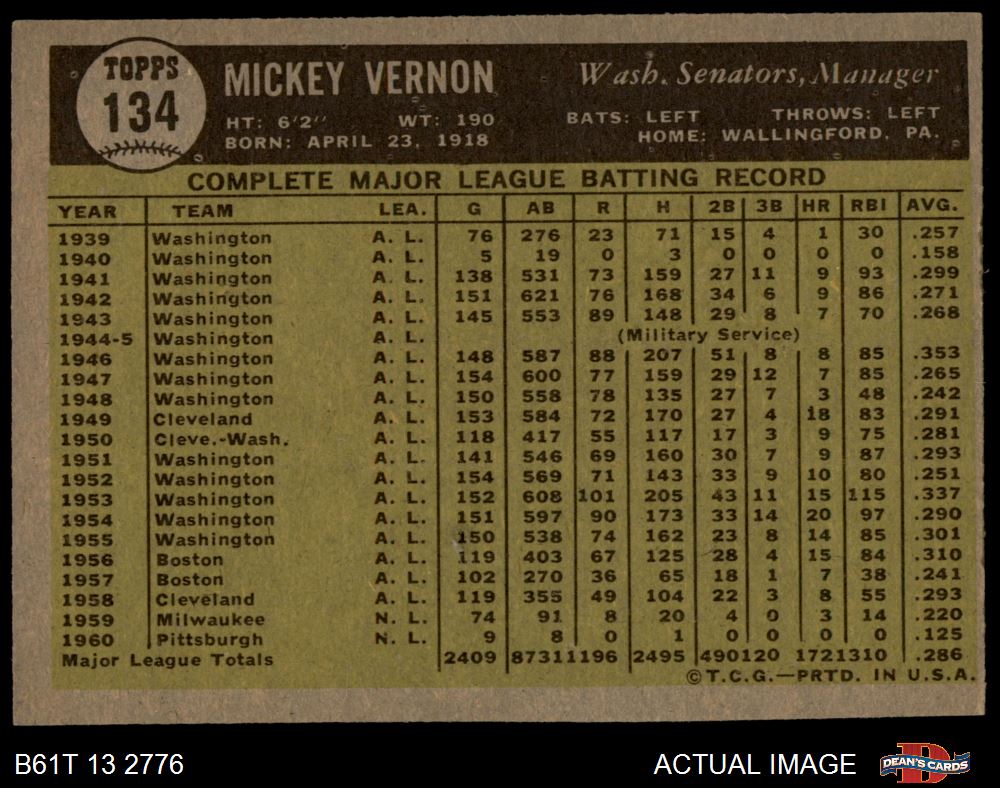 TOPPS
134
MICKEY VERNON
Wash. Senators, Manager
HT: 6'2" WT: 190 BATS: LEFT THROWS: LEFT
BORN: APRIL 23, 1918 HOME: WALLINGFORD, PA.
COMPLETE MAJOR LEAGUE BATTING RECORD
YEAR TEAM LEA. G AB R H 2B 3B HR RBI AVG.
1939 Washington A. L. 76 276 23 71 15 4 1 30 .257
1940 Washington A. L. 5 19 0 3 0 0 0 0 .158
1941 Washington A. L. 138 531 73 159 27 11 9 93 .299
1942 Washington A. L. 151 621 76 168 34 6 9 86 .271
1943 Washington A. L. 145 553 89 148 29 8 7 70 .268
1944-5 Washington A. L. (Military Service)
1946 Washington A. L. 148 587 88 207 51 8 8 85 .353
1947 Washington A. L. 154 600 77 159 29 12 7 85 .265
1948 Washington A. L. 150 558 78 135 27 7 3 48 .242
1949 Cleveland A. L. 153 584 72 170 27 4 18 83 .291
1950 Cleve.-Wash. A. L. 118 417 55 117 17 3 9 75 .281
1951 Washington A. L. 141 546 69 160 30 7 9 87 .293
1952 Washington A. L. 154 569 71 143 33 9 10 80 .251
1953 Washington A. L. 152 608 101 205 43 11 15 115 .337
1954 Washington A. L. 151 597 90 173 33 14 20 97 .290
1955 Washington A. L. 150 538 74 162 23 8 14 85 .301
1956 Boston A. L. 119 403 67 125 28 4 15 84 .310
1957 Boston A. L. 102 270 36 65 18 1 7 38 .241
1958 Cleveland A. L. 119 355 49 104 22 3 8 55 .293
1959 Milwaukee N. L. 74 91 8 20 4 0 3 14 .220
1960 Pittsburgh N. L. 9 8 0 1 0 0 0 0 .125
Major League Totals 2409 8731 1196 2495 490 120 172 1310 .286
©T.C.G.—PRTD. IN U.S.A.
B61T 13 2776 ACTUAL IMAGE DEAN'S CARDS